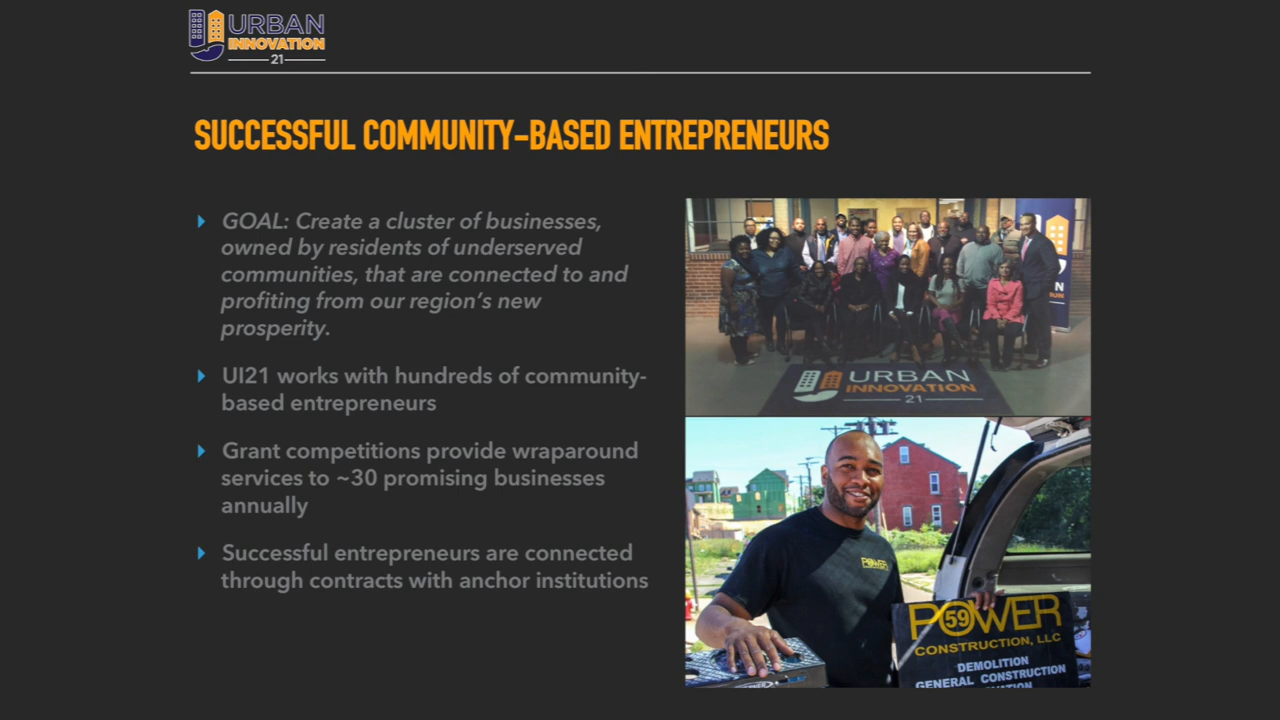 URBAN
INNOVATION
21
SUCCESSFUL COMMUNITY-BASED ENTREPRENEURS
GOAL: Create a cluster of businesses,
owned by residents of underserved
communities, that are connected to and
profiting from our region's new
prosperity.
UI21 works with hundreds of community-
based entrepreneurs
Grant competitions provide wraparound
services to ~30 promising businesses
annually
Successful entrepreneurs are connected
through contracts with anchor institutions
URBAN
INNOVATION
21
POWER
POWER
59
CONSTRUCTION, LLC
DEMOLITION
GENERAL CONSTRUCTION